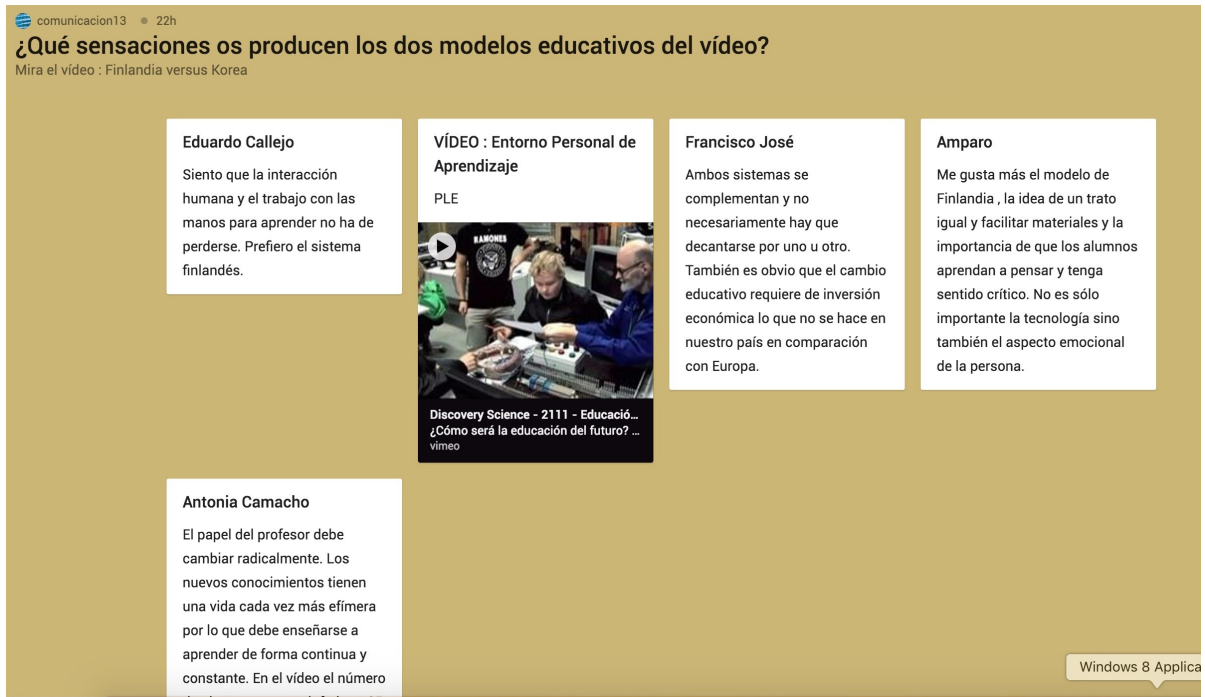 comunicacion13 • 22h
¿Qué sensaciones os producen los dos modelos educativos del vídeo?
Mira el vídeo : Finlandia versus Korea
Eduardo Callejo
Siento que la interacción
humana y el trabajo con las
manos para aprender no ha de
perderse. Prefiero el sistema
finlandés.
VÍDEO : Entorno Personal de
Aprendizaje
PLE
RAMONES
Discovery Science - 2111 - Educació...
¿Cómo será la educación del futuro? ...
vimeo
Francisco José
Ambos sistemas se
complementan y no
necesariamente hay que
decantarse por uno u otro.
También es obvio que el cambio
educativo requiere de inversión
económica lo que no se hace en
nuestro país en comparación
con Europa.
Amparo
Me gusta más el modelo de
Finlandia , la idea de un trato
igual y facilitar materiales y la
importancia de que los alumnos
aprendan a pensar y tenga
sentido crítico. No es sólo
importante la tecnología sino
también el aspecto emocional
de la persona.
Antonia Camacho
El papel del profesor debe
cambiar radicalmente. Los
nuevos conocimientos tienen
una vida cada vez más efímera
por lo que debe enseñarse a
aprender de forma continua y
constante. En el vídeo el número
Windows 8 Applica